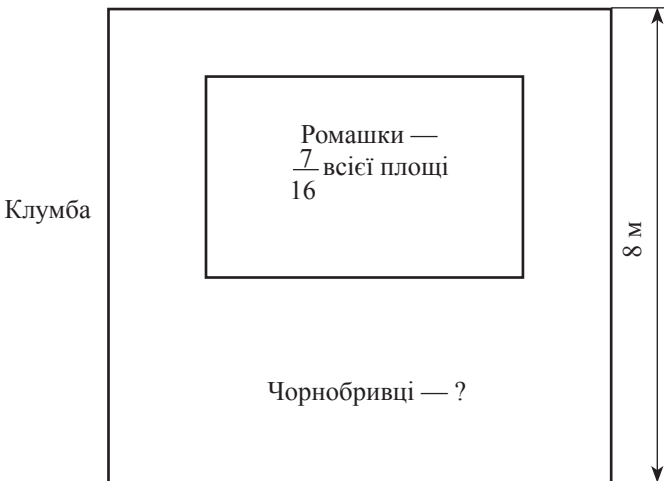 Ромашки —
7/16 всієї площі
Клумба
8 м
Чорнобривці — ?